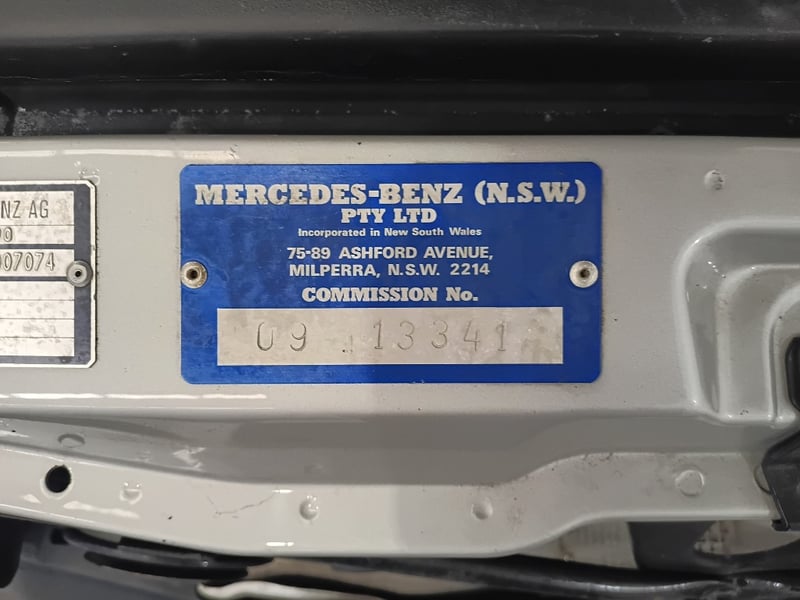 NZ AG
007074
MERCEDES-BENZ (N.S.W.)
PTY LTD
Incorporated in New South Wales
75-89 ASHFORD AVENUE,
MILPERRA, N.S.W. 2214
COMMISSION No.
09 13341